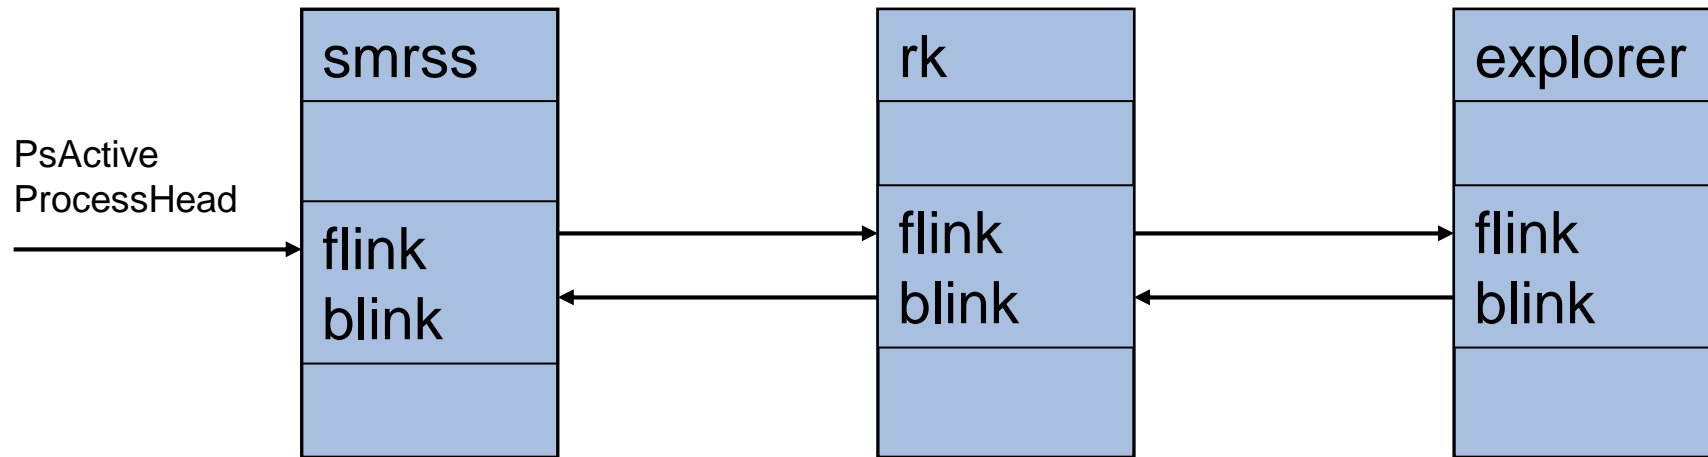 smrss
rk
explorer
PsActive
ProcessHead
flink
blink
flink
blink
flink
blink